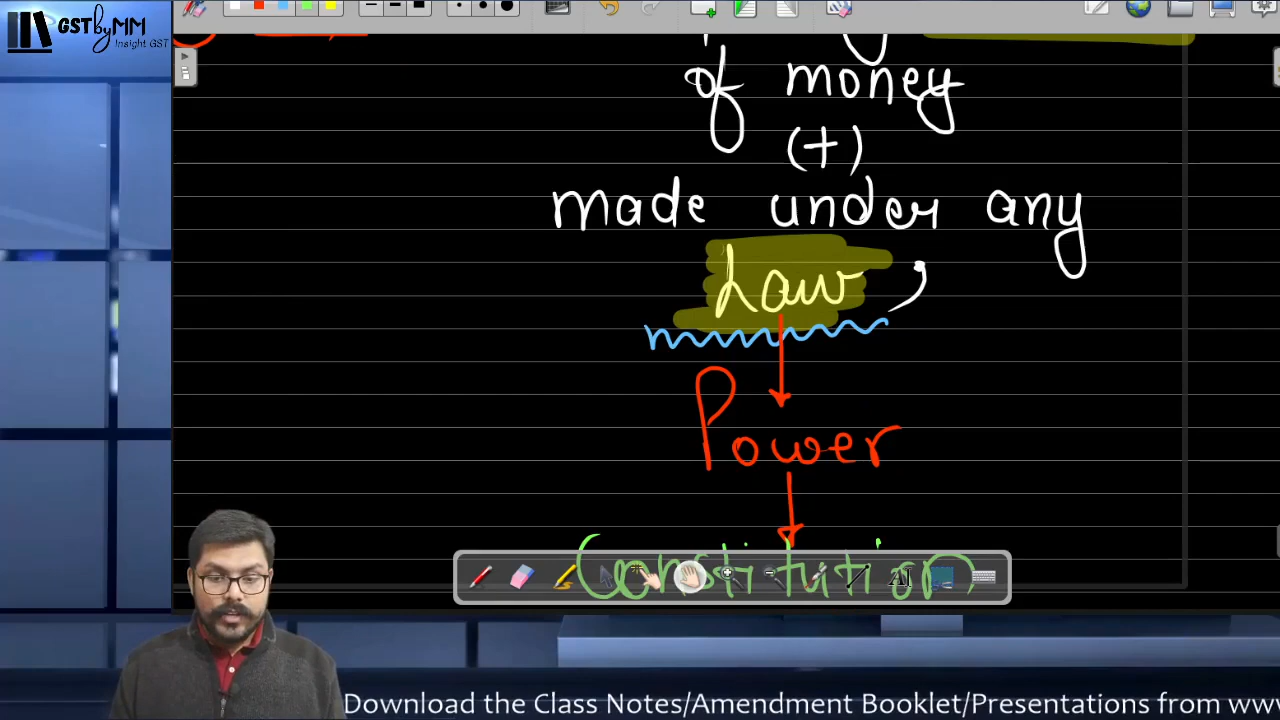 GSTbyMM
Insight GST
of money
(+)
made under any
Law,
Power
Constitution
Download the Class Notes/Amendment Booklet/Presentations from www